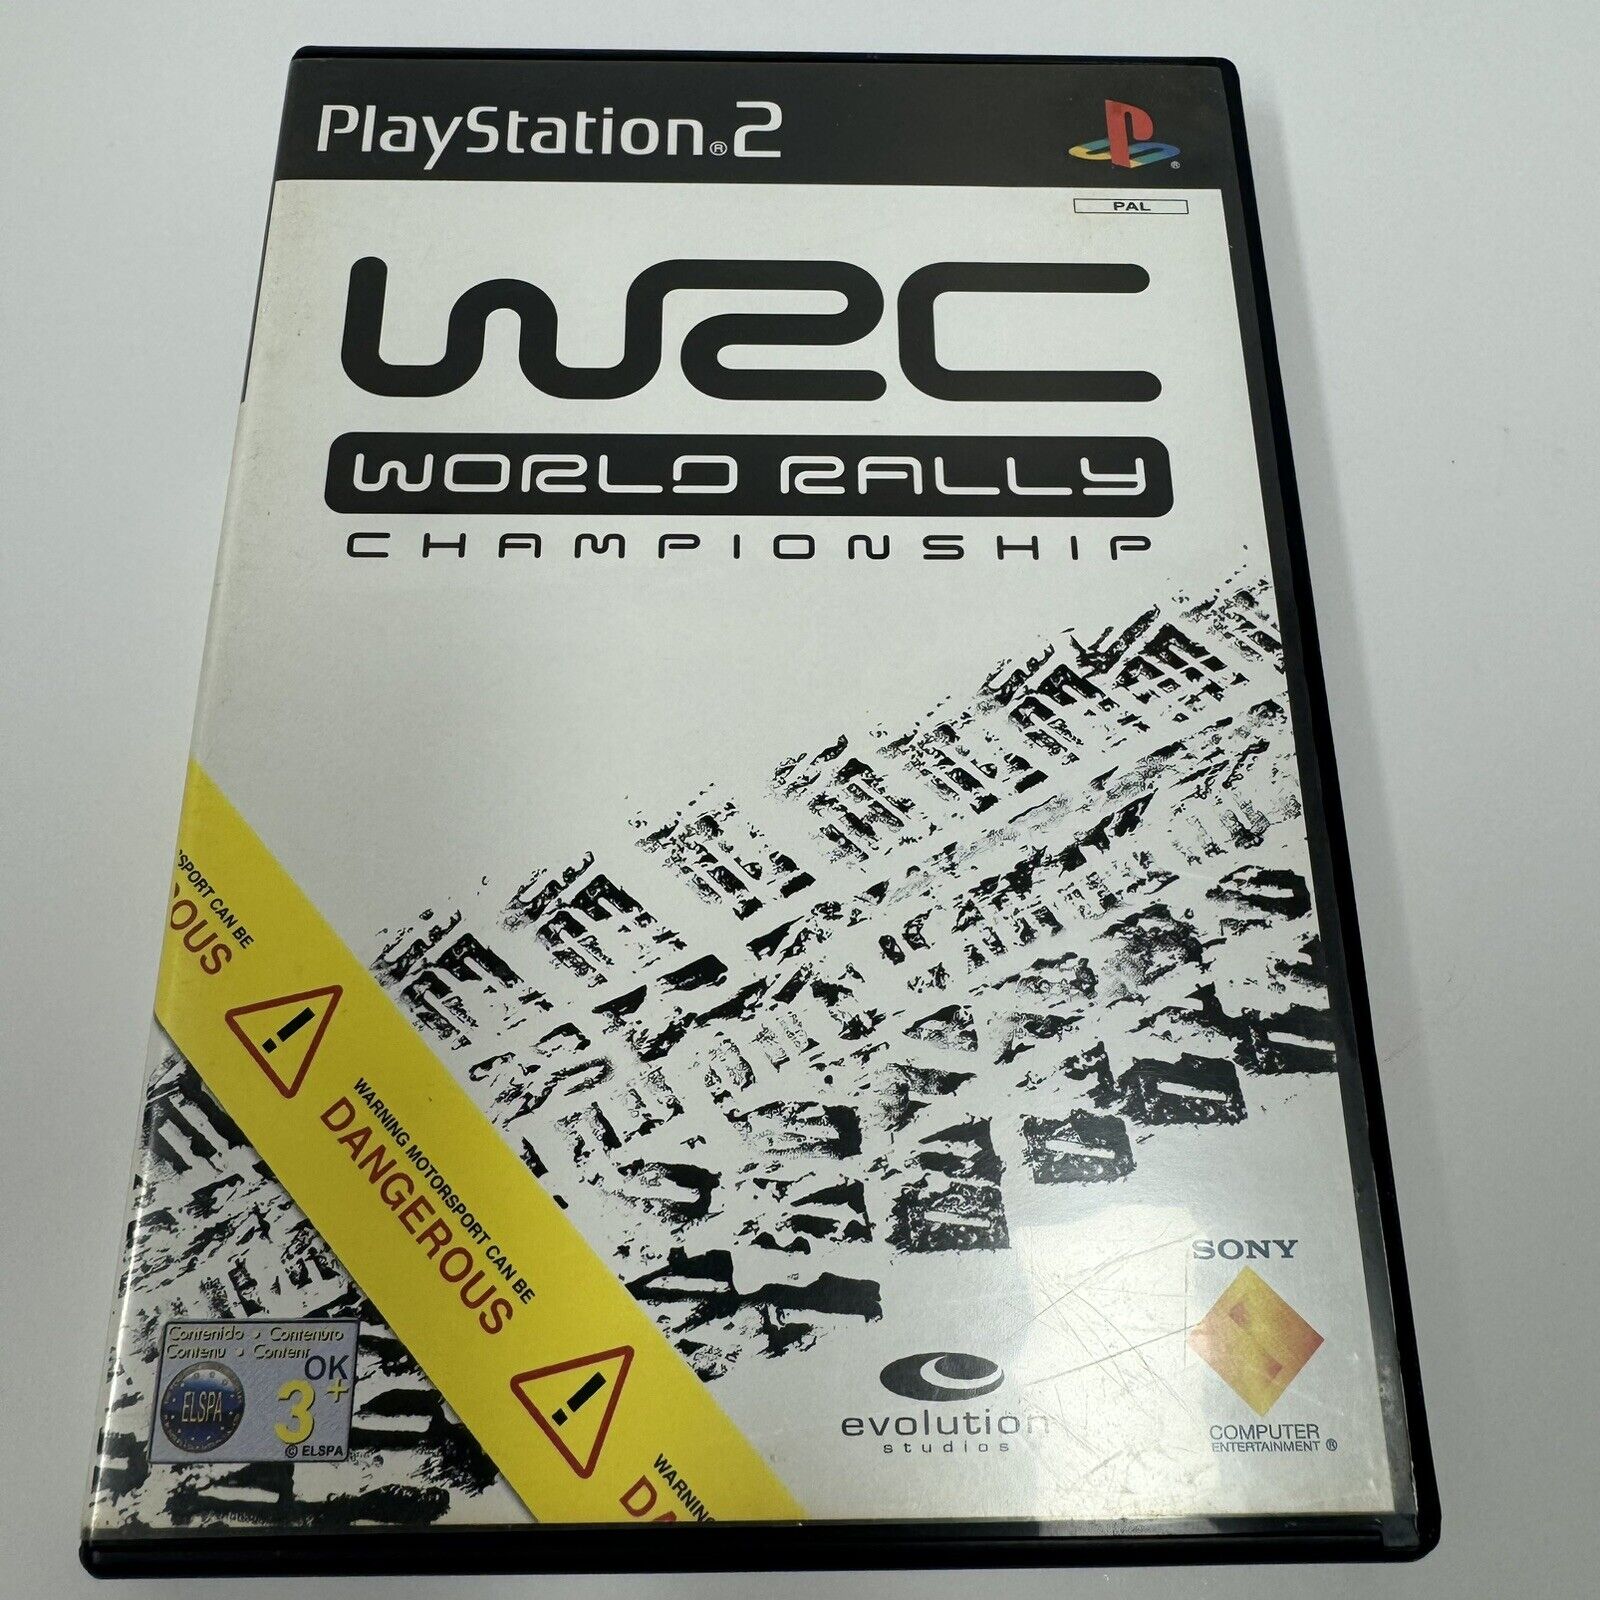 PlayStation®2
PAL
WRC
WORLD RALLY
CHAMPIONSHIP
SPORT CAN BE
OUS
!
WARNING MOTORSPORT CAN BE
DANGEROUS
!
WARNING
DA
Contenido • Contenuto
Contenu • Content
OK
3+
ELSPA
© ELSPA
evolution
studios
SONY
COMPUTER
ENTERTAINMENT ®